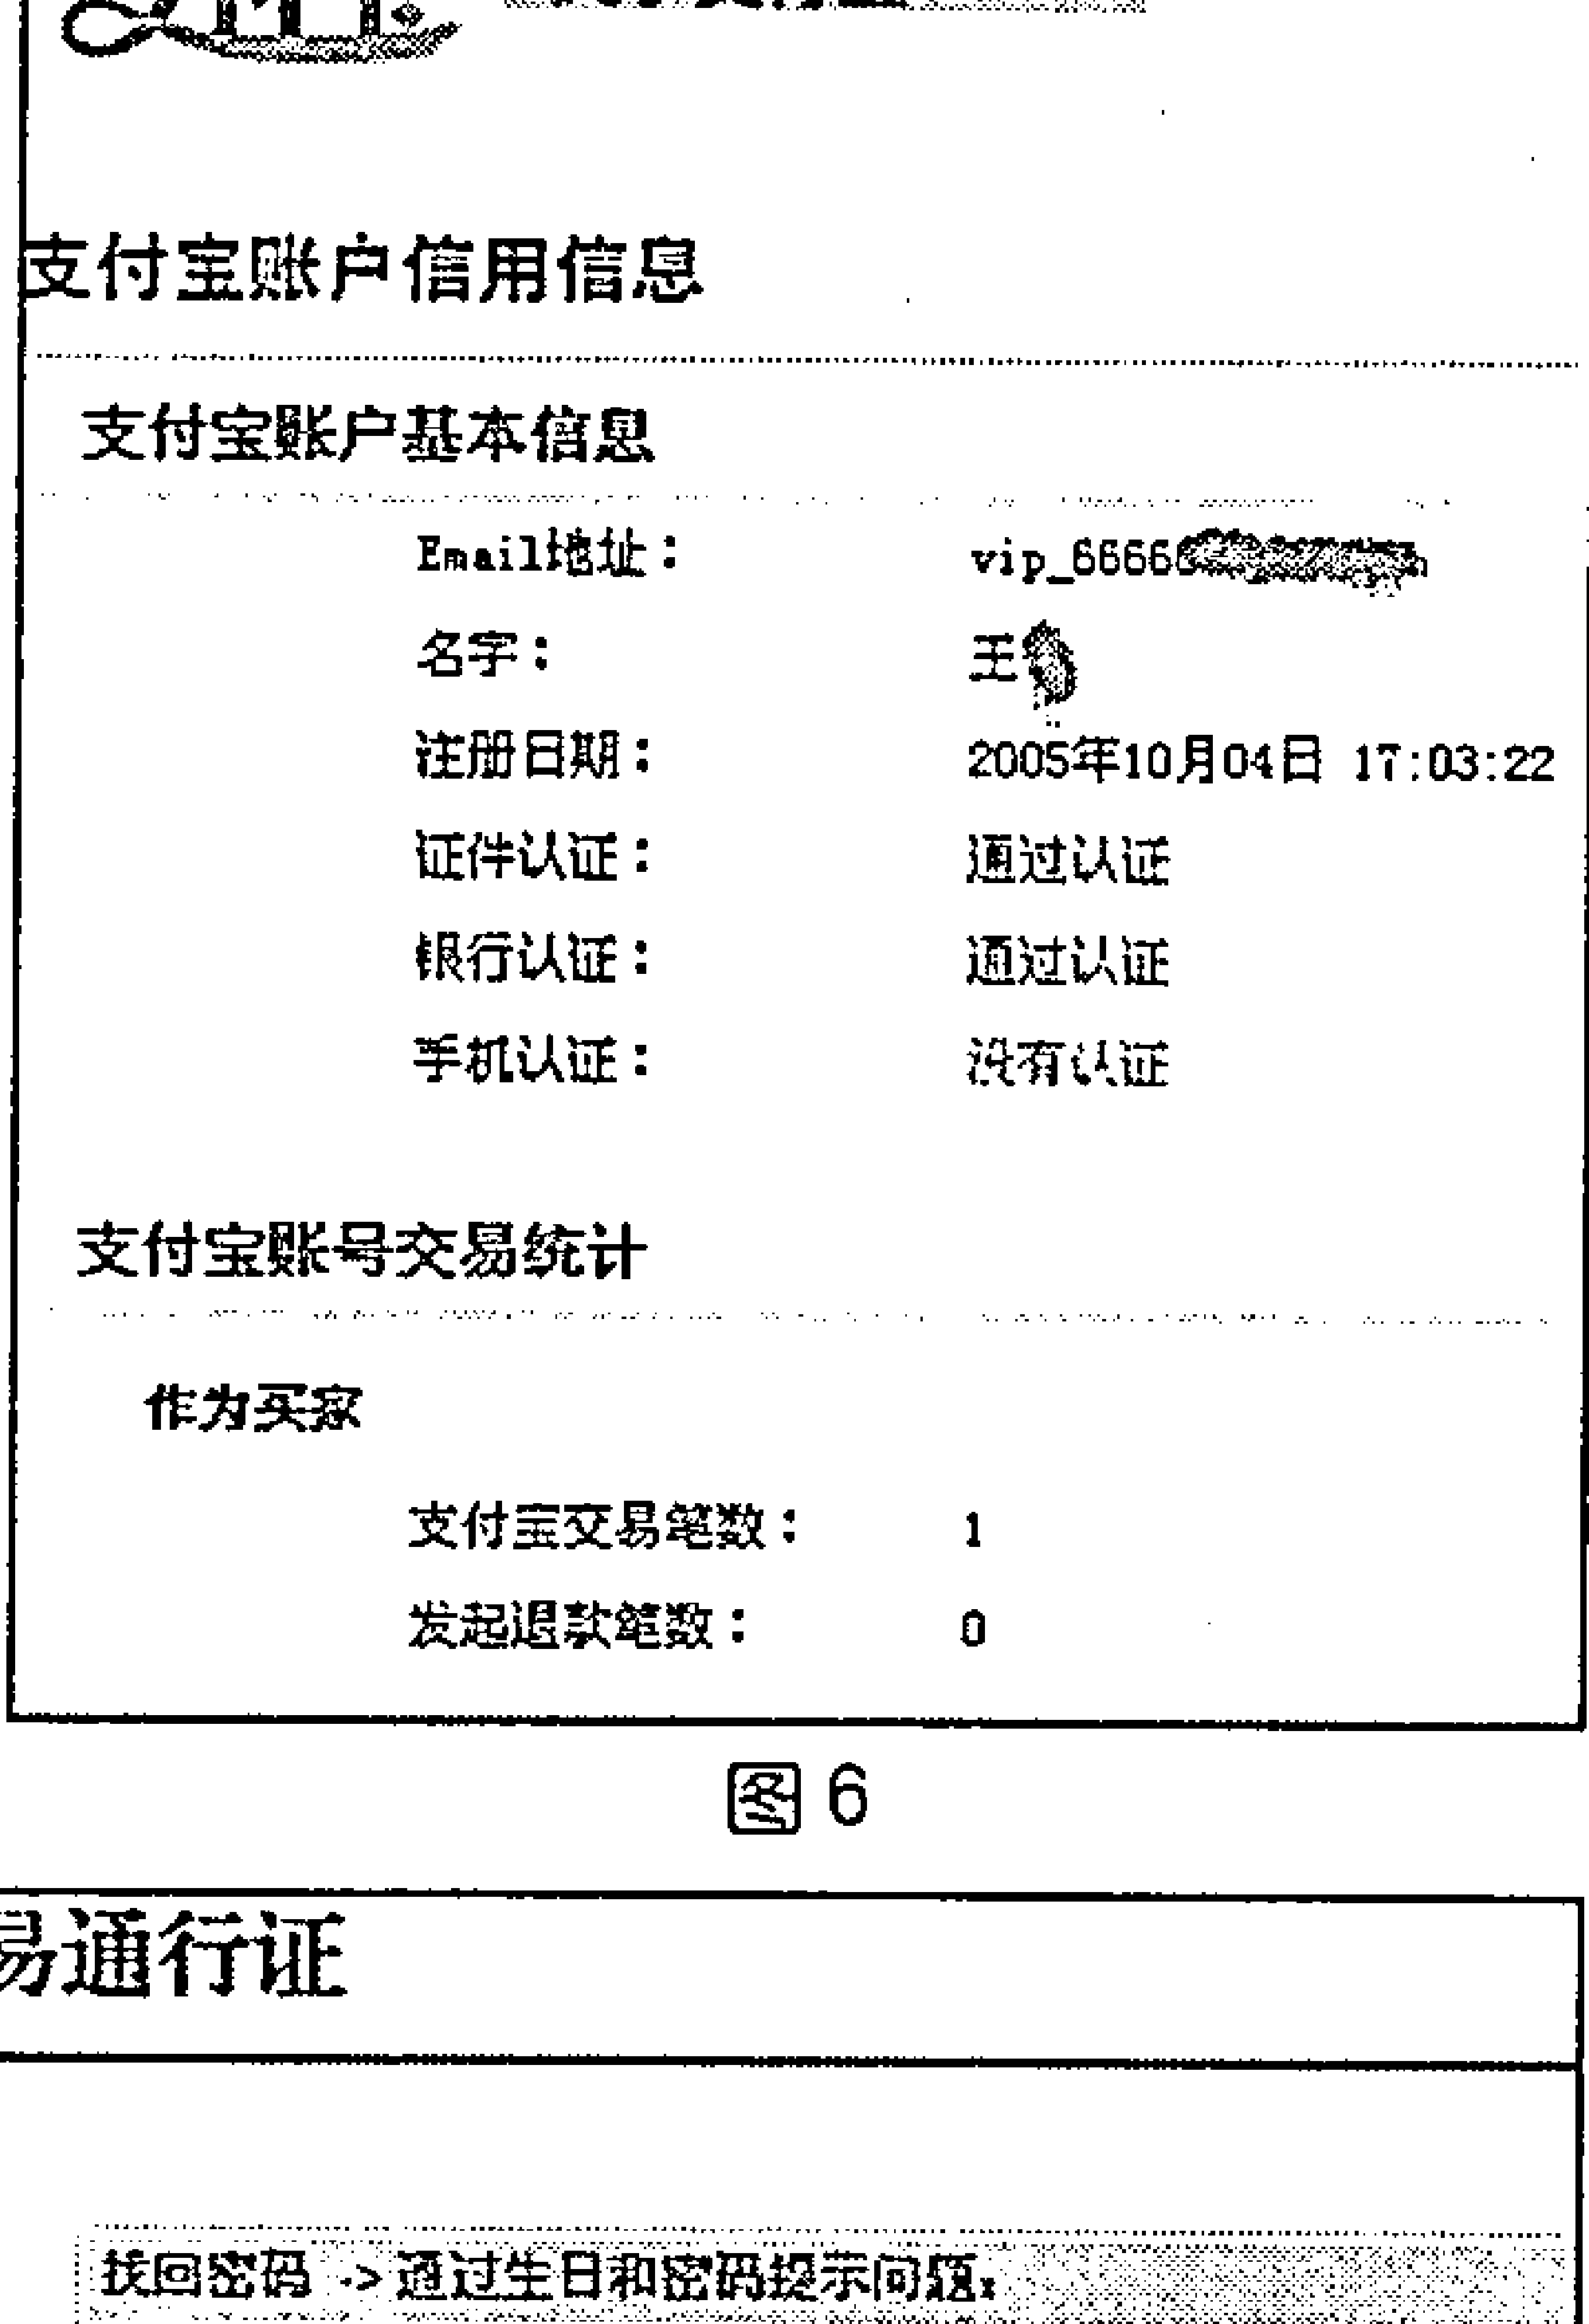 支付宝账户信用信息
支付宝账户基本信息
Email地址： vip_6666
名字： 王
注册日期： 2005年10月04日 17:03:22
证件认证： 通过认证
银行认证： 通过认证
手机认证： 没有认证
支付宝账号交易统计
作为买家
支付宝交易笔数： 1
发起退款笔数： 0
图 6
易通行证
找回密码 -> 通过生日和密码提示问题，